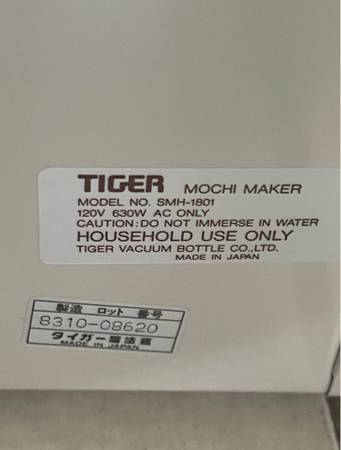 TIGER MOCHI MAKER
MODEL NO. SMH-1801
120V 630W AC ONLY
CAUTION: DO NOT IMMERSE IN WATER
HOUSEHOLD USE ONLY
TIGER VACUUM BOTTLE CO.,LTD.
MADE IN JAPAN
製造 ロット 番号
8310-08620
タイガー魔法瓶
MADE IN JAPAN